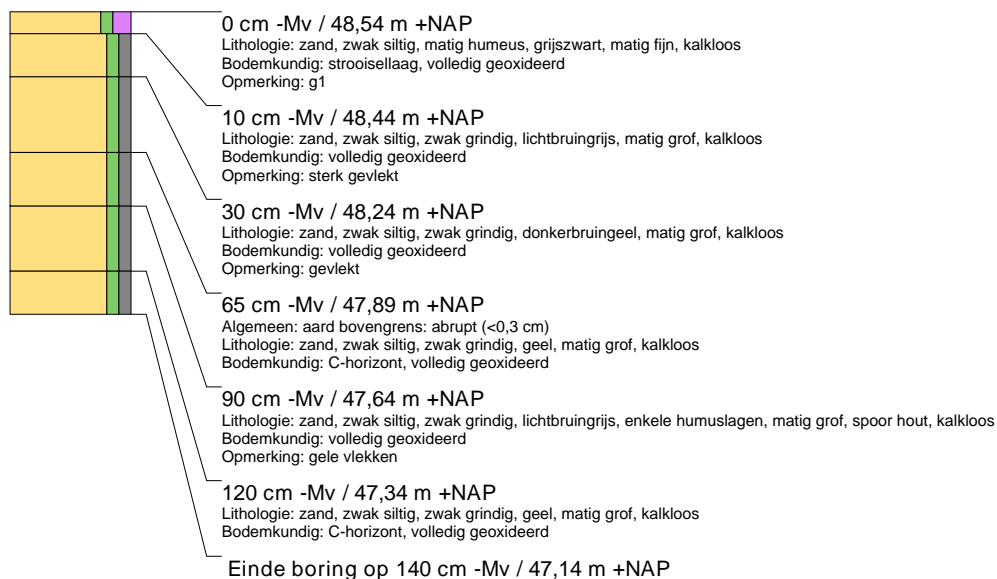 0 cm -Mv / 48,54 m +NAP
Lithologie: zand, zwak siltig, matig humeus, grijszwart, matig fijn, kalkloos
Bodemkundig: strooisellaag, volledig geoxideerd
Opmerking: g1
10 cm -Mv / 48,44 m +NAP
Lithologie: zand, zwak siltig, zwak grindig, lichtbruingrijs, matig grof, kalkloos
Bodemkundig: volledig geoxideerd
Opmerking: sterk gevlekt
30 cm -Mv / 48,24 m +NAP
Lithologie: zand, zwak siltig, zwak grindig, donkerbruingeel, matig grof, kalkloos
Bodemkundig: volledig geoxideerd
Opmerking: gevlekt
65 cm -Mv / 47,89 m +NAP
Algemeen: aard bovengrens: abrupt (<0,3 cm)
Lithologie: zand, zwak siltig, zwak grindig, geel, matig grof, kalkloos
Bodemkundig: C-horizont, volledig geoxideerd
90 cm -Mv / 47,64 m +NAP
Lithologie: zand, zwak siltig, zwak grindig, lichtbruingrijs, enkele humuslagen, matig grof, spoor hout, kalkloos
Bodemkundig: volledig geoxideerd
Opmerking: gele vlekken
120 cm -Mv / 47,34 m +NAP
Lithologie: zand, zwak siltig, zwak grindig, geel, matig grof, kalkloos
Bodemkundig: C-horizont, volledig geoxideerd
Einde boring op 140 cm -Mv / 47,14 m +NAP